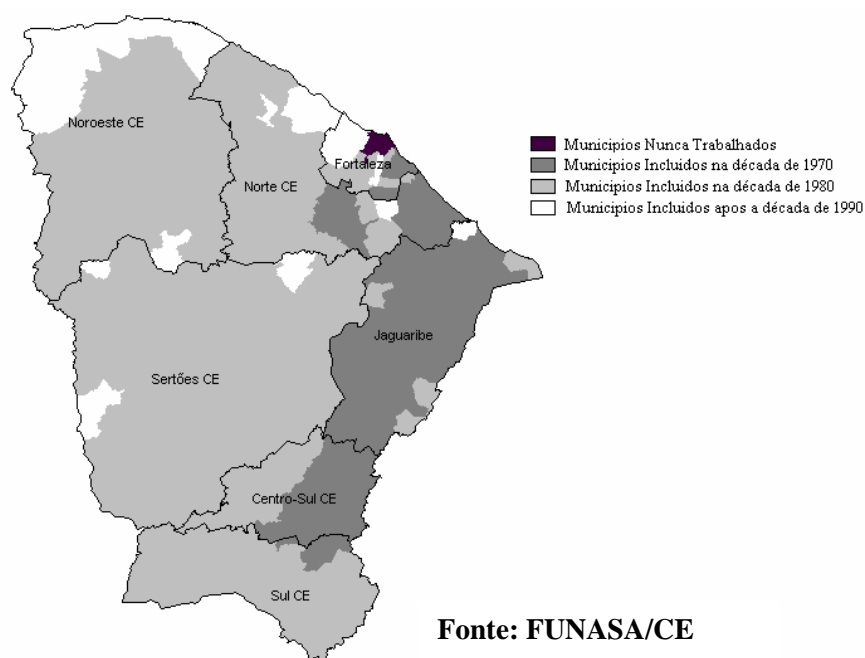 Noroeste CE
Fortaleza
Norte CE
Jaguaribe
Sertões CE
Centro-Sul CE
Sul CE
Municipios Nunca Trabalhados
Municipios Incluidos na década de 1970
Municipios Incluidos na década de 1980
Municipios Incluidos apos a década de 1990
Fonte: FUNASA/CE